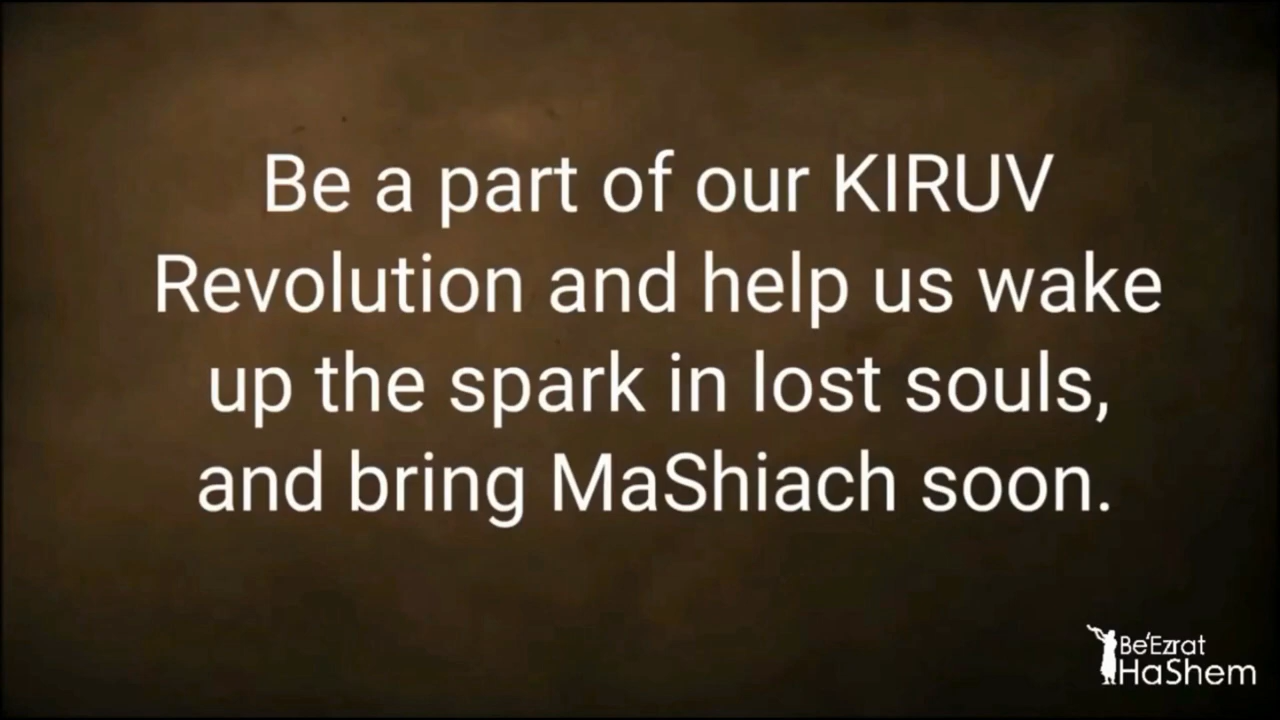 Be a part of our KIRUV
Revolution and help us wake
up the spark in lost souls,
and bring MaShiach soon.
Be'Ezrat
HaShem